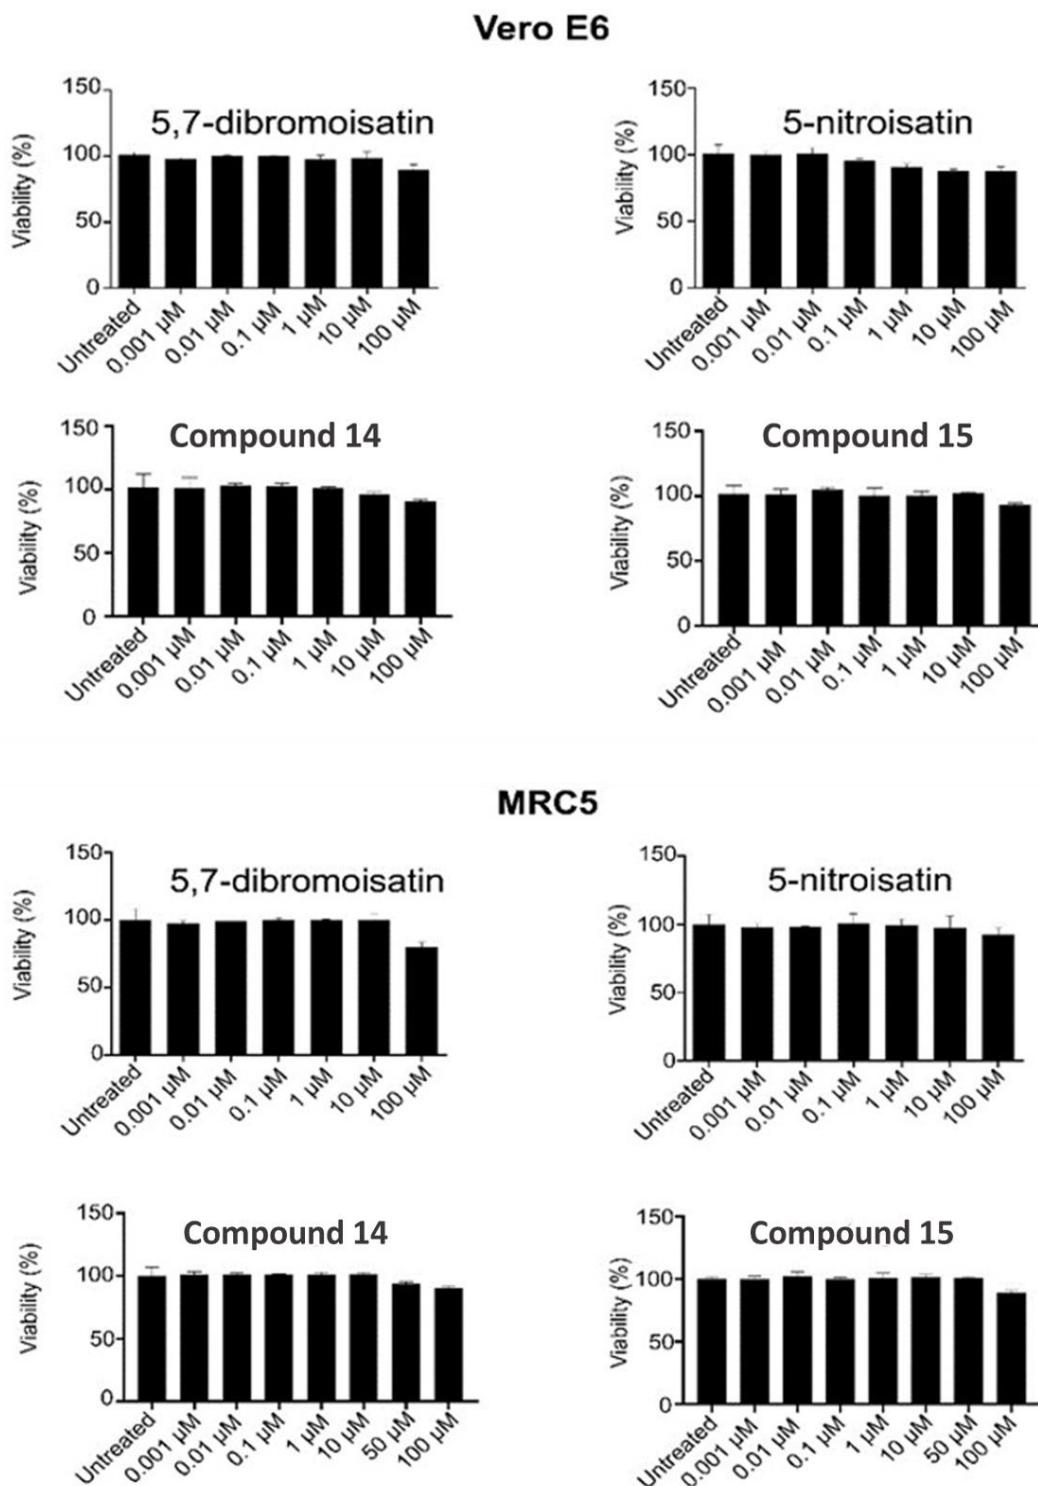 Vero E6
5,7-dibromoisatin
Viability (%)
150
100
50
0
Untreated
0.001 µM
0.01 µM
0.1 µM
1 µM
10 µM
100 µM
5-nitroisatin
Viability (%)
150
100
50
0
Untreated
0.001 µM
0.01 µM
0.1 µM
1 µM
10 µM
100 µM
Compound 14
Viability (%)
150
100
50
0
Untreated
0.001 µM
0.01 µM
0.1 µM
1 µM
10 µM
100 µM
Compound 15
Viability (%)
150
100
50
0
Untreated
0.001 µM
0.01 µM
0.1 µM
1 µM
10 µM
100 µM
MRC5
5,7-dibromoisatin
Viability (%)
150
100
50
0
Untreated
0.001 µM
0.01 µM
0.1 µM
1 µM
10 µM
100 µM
5-nitroisatin
Viability (%)
150
100
50
0
Untreated
0.001 µM
0.01 µM
0.1 µM
1 µM
10 µM
100 µM
Compound 14
Viability (%)
150
100
50
0
Untreated
0.001 µM
0.01 µM
0.1 µM
1 µM
10 µM
50 µM
100 µM
Compound 15
Viability (%)
150
100
50
0
Untreated
0.001 µM
0.01 µM
0.1 µM
1 µM
10 µM
50 µM
100 µM